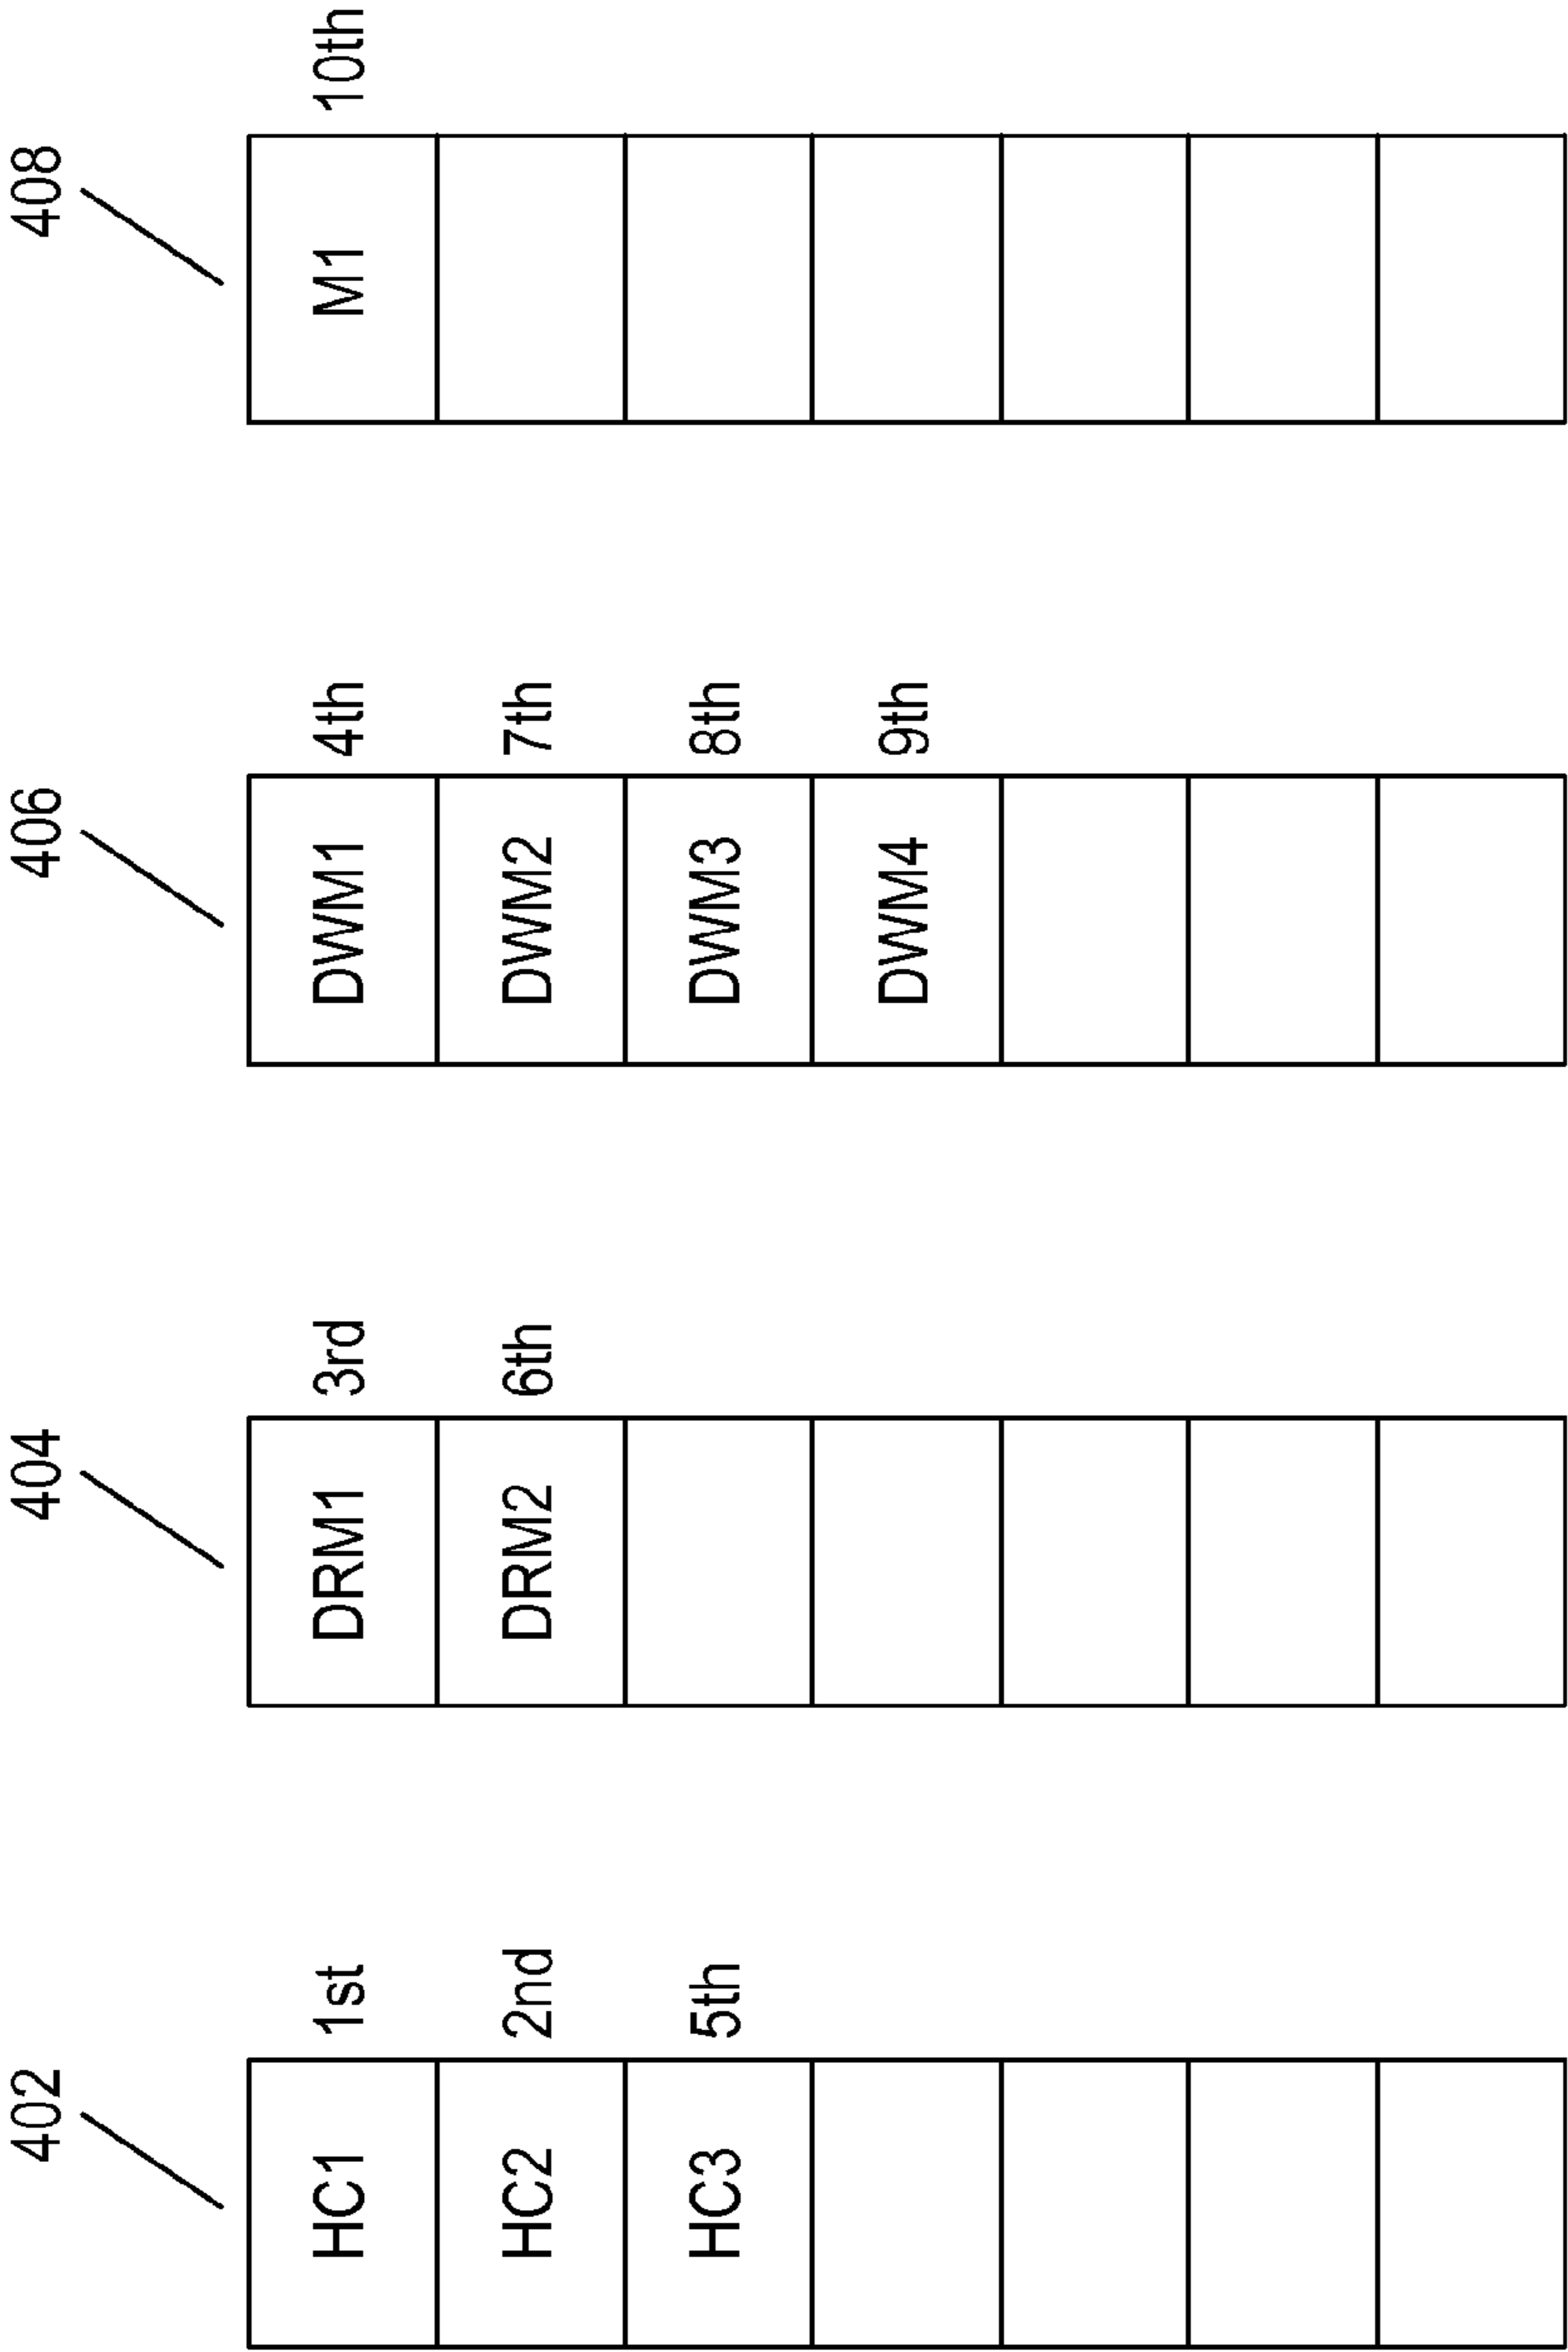 402
404
406
408
HC1 1st
HC2 2nd
HC3 5th
DRM1 3rd
DRM2 6th
DWM1 4th
DWM2 7th
DWM3 8th
DWM4 9th
M1 10th